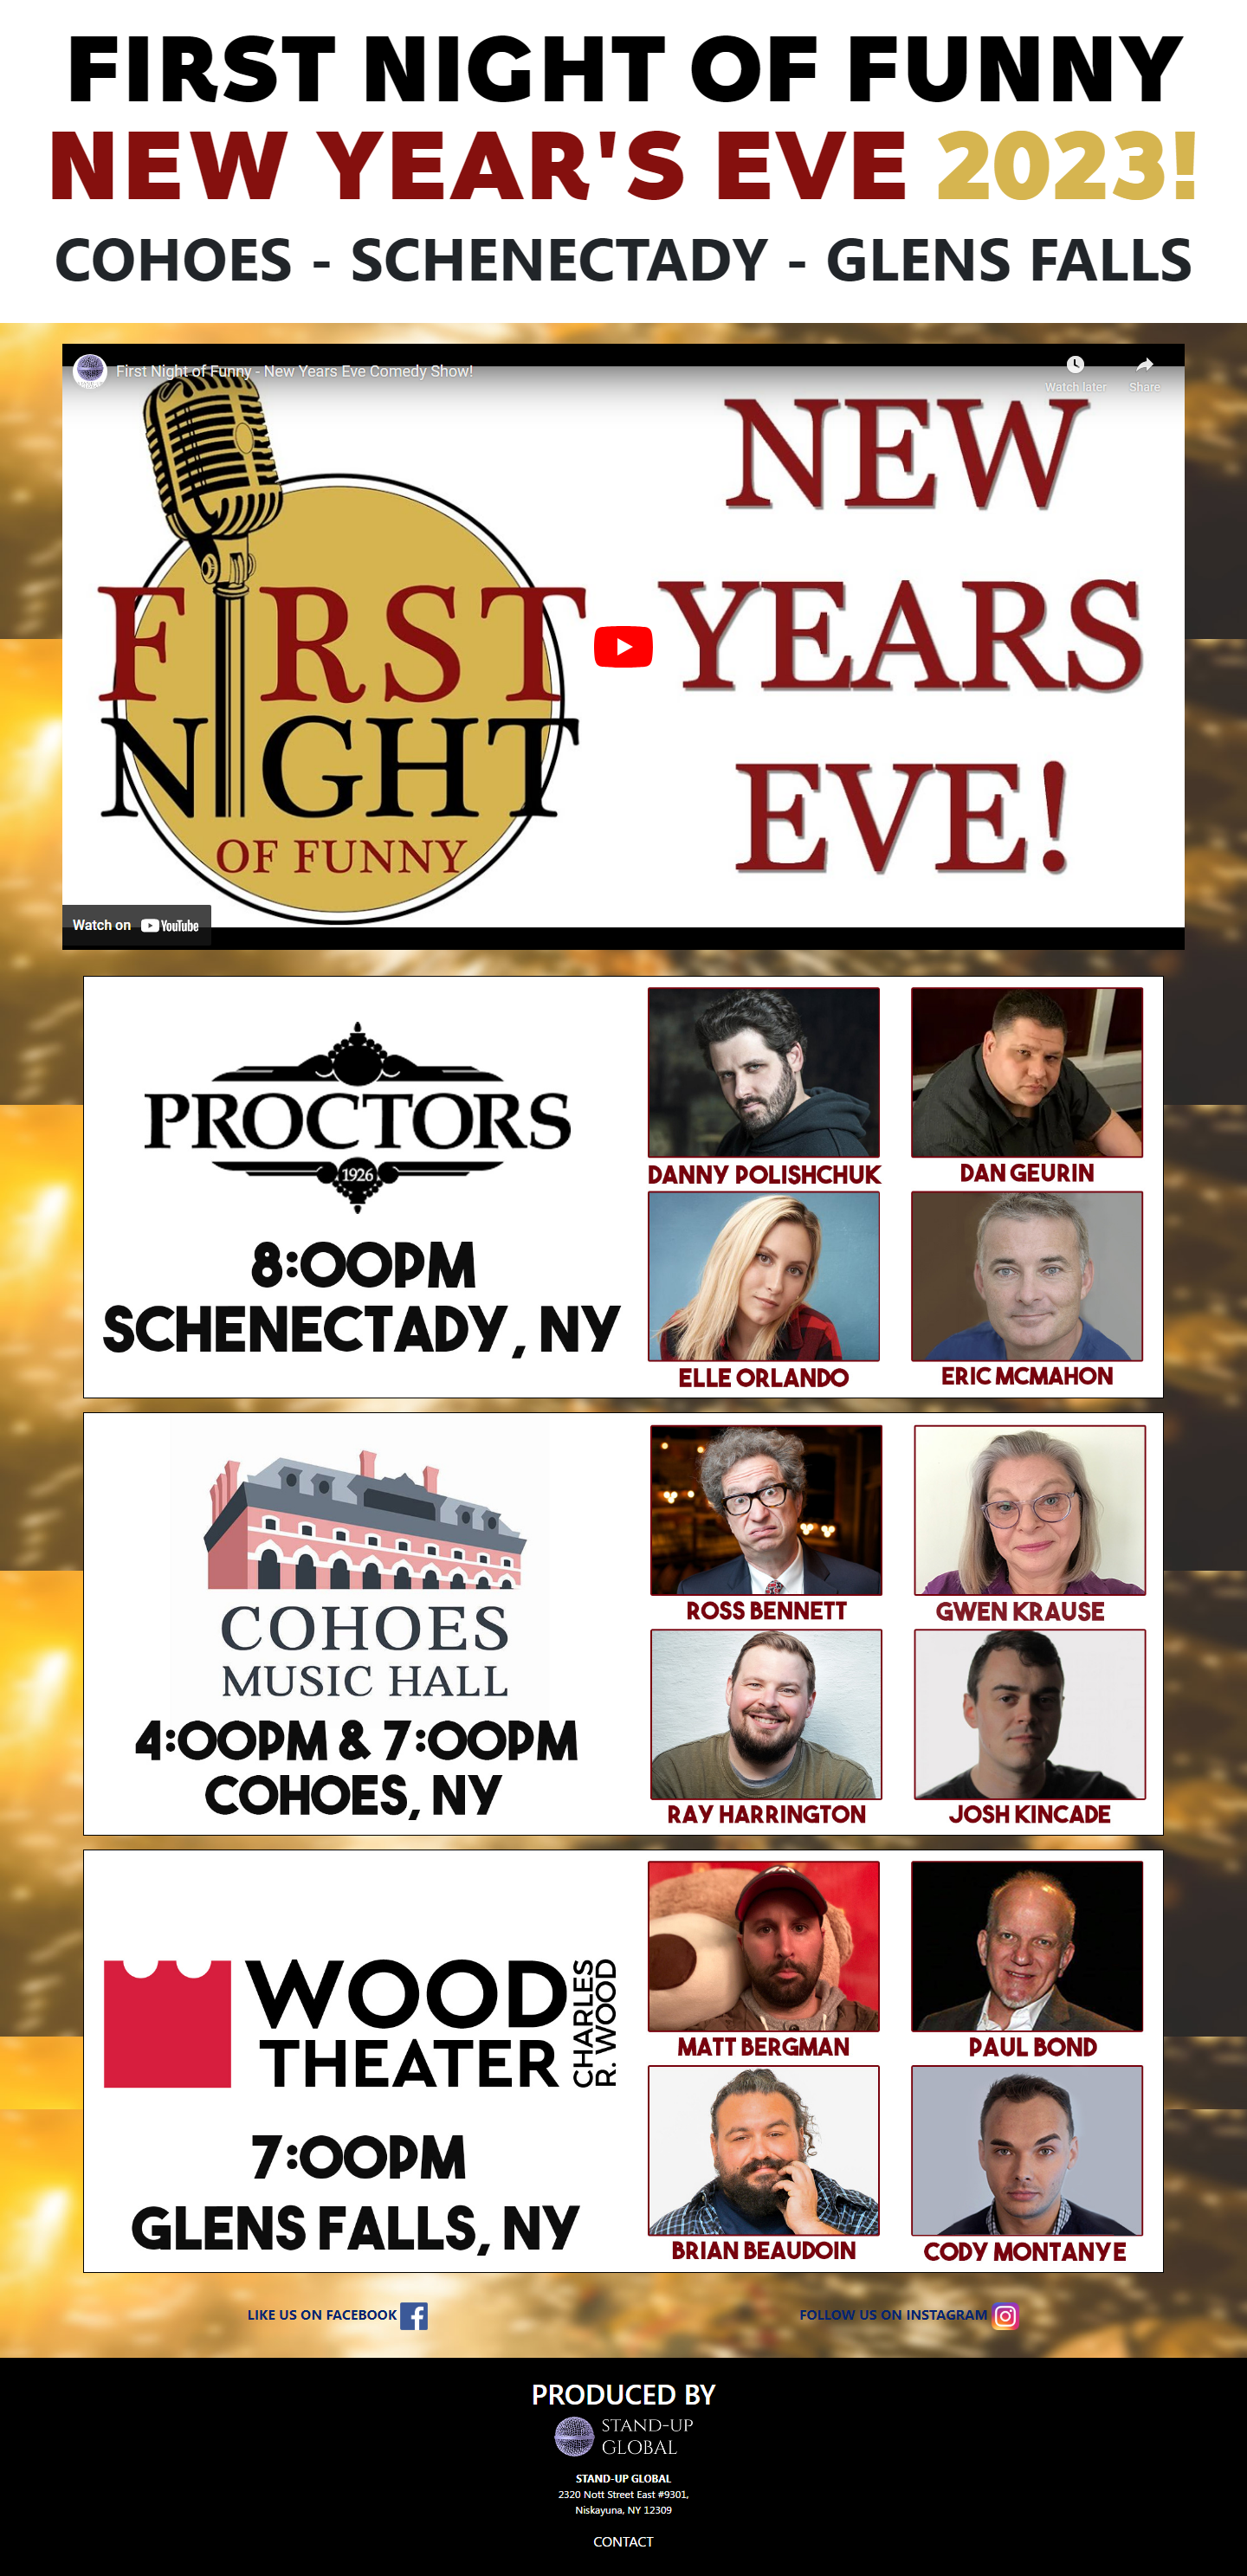 FIRST NIGHT OF FUNNY
NEW YEAR'S EVE 2023!
COHOES - SCHENECTADY - GLENS FALLS
First Night of Funny - New Years Eve Comedy Show!
Watch later
Share
FIRST
NIGHT
OF FUNNY
NEW
YEARS
EVE!
Watch on YouTube
PROCTORS
1926
8:00PM
SCHENECTADY, NY
DANNY POLISHCHUK
DAN GEURIN
ELLE ORLANDO
ERIC MCMAHON
COHOES
MUSIC HALL
4:00PM & 7:00PM
COHOES, NY
ROSS BENNETT
GWEN KRAUSE
RAY HARRINGTON
JOSH KINCADE
WOOD
THEATER
CHARLES
R. WOOD
7:00PM
GLENS FALLS, NY
MATT BERGMAN
PAUL BOND
BRIAN BEAUDOIN
CODY MONTANYE
LIKE US ON FACEBOOK
FOLLOW US ON INSTAGRAM
PRODUCED BY
STAND-UP
GLOBAL
STAND-UP GLOBAL
2320 Nott Street East #9301,
Niskayuna, NY 12309
CONTACT